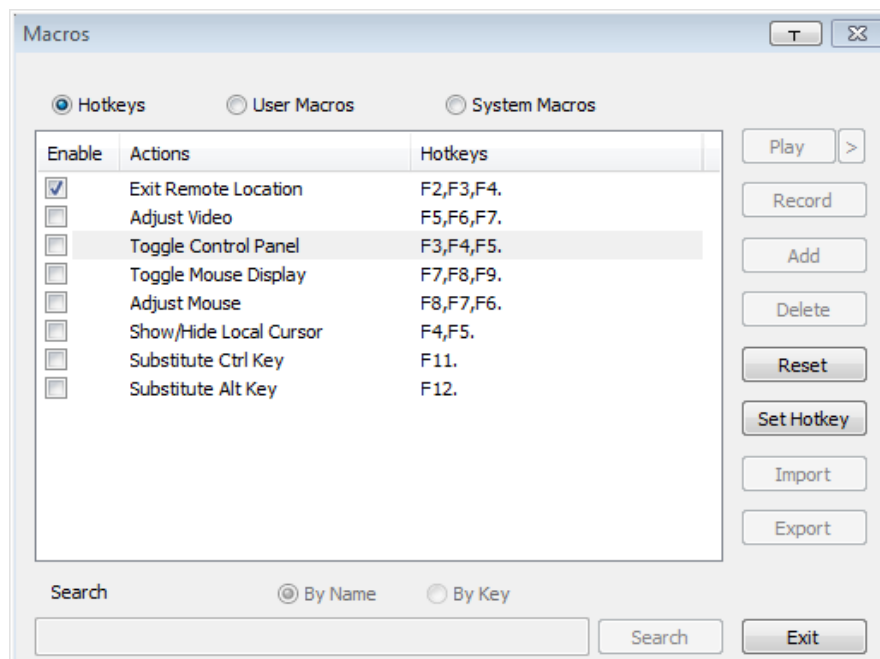 Macros T
Hotkeys User Macros System Macros
Enable Actions Hotkeys
Exit Remote Location F2,F3,F4.
Adjust Video F5,F6,F7.
Toggle Control Panel F3,F4,F5.
Toggle Mouse Display F7,F8,F9.
Adjust Mouse F8,F7,F6.
Show/Hide Local Cursor F4,F5.
Substitute Ctrl Key F11.
Substitute Alt Key F12.
Play >
Record
Add
Delete
Reset
Set Hotkey
Import
Export
Search By Name By Key
Search Exit